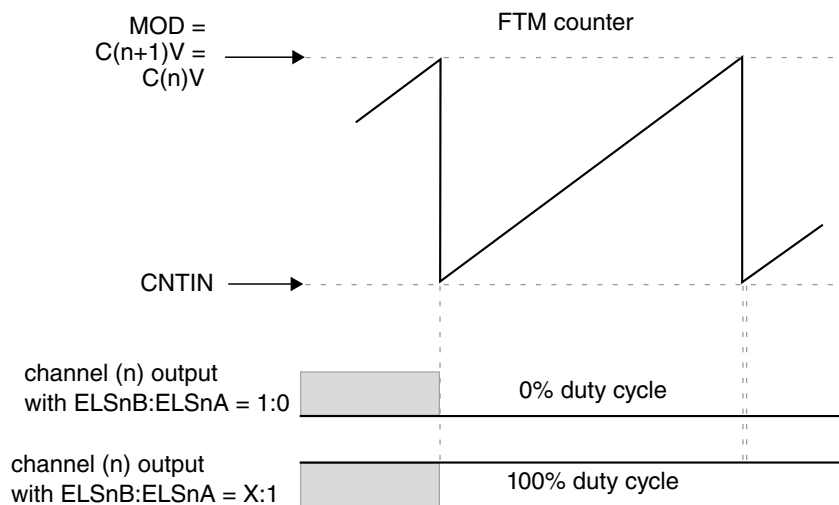 FTM counter
MOD =
C(n+1)V =
C(n)V
CNTIN
channel (n) output
with ELSnB:ELSnA = 1:0
0% duty cycle
channel (n) output
with ELSnB:ELSnA = X:1
100% duty cycle